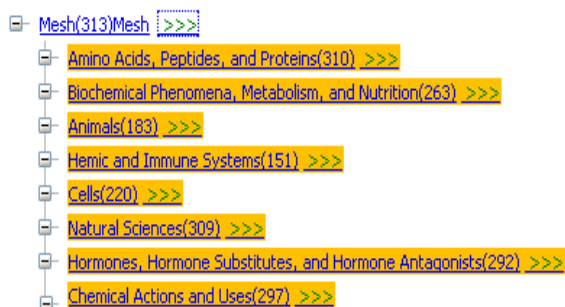 Mesh(313)Mesh >>>
Amino Acids, Peptides, and Proteins(310) >>>
Biochemical Phenomena, Metabolism, and Nutrition(263) >>>
Animals(183) >>>
Hemic and Immune Systems(151) >>>
Cells(220) >>>
Natural Sciences(309) >>>
Hormones, Hormone Substitutes, and Hormone Antagonists(292) >>>
Chemical Actions and Uses(297) >>>